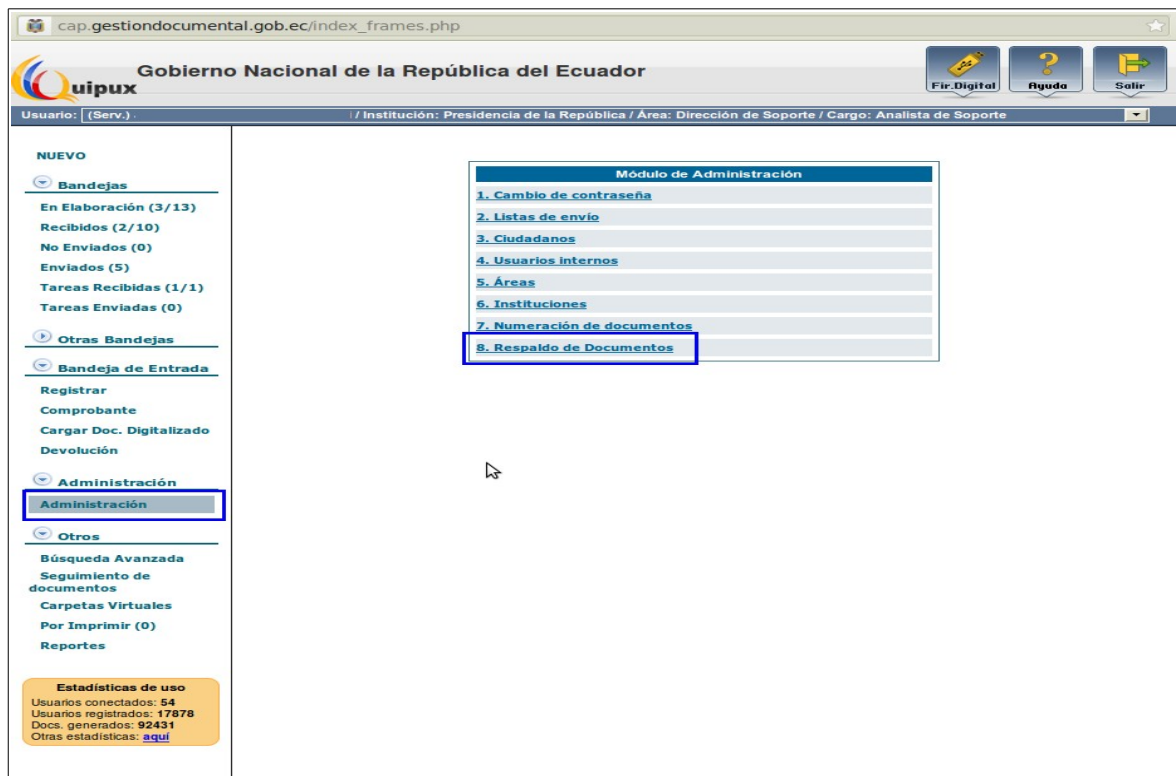 cap.gestiondocumental.gob.ec/index_frames.php
Quipux
Gobierno Nacional de la República del Ecuador
Fir.Digital
Ayuda
Salir
Usuario: (Serv.) / Institución: Presidencia de la República / Área: Dirección de Soporte / Cargo: Analista de Soporte
NUEVO
Bandejas
En Elaboración (3/13)
Recibidos (2/10)
No Enviados (0)
Enviados (5)
Tareas Recibidas (1/1)
Tareas Enviadas (0)
Otras Bandejas
Bandeja de Entrada
Registrar
Comprobante
Cargar Doc. Digitalizado
Devolución
Administración
Administración
Otros
Búsqueda Avanzada
Seguimiento de
documentos
Carpetas Virtuales
Por Imprimir (0)
Reportes
Estadísticas de uso
Usuarios conectados: 54
Usuarios registrados: 17878
Docs. generados: 92431
Otras estadísticas: aquí
Módulo de Administración
1. Cambio de contraseña
2. Listas de envío
3. Ciudadanos
4. Usuarios internos
5. Áreas
6. Instituciones
7. Numeración de documentos
8. Respaldo de Documentos